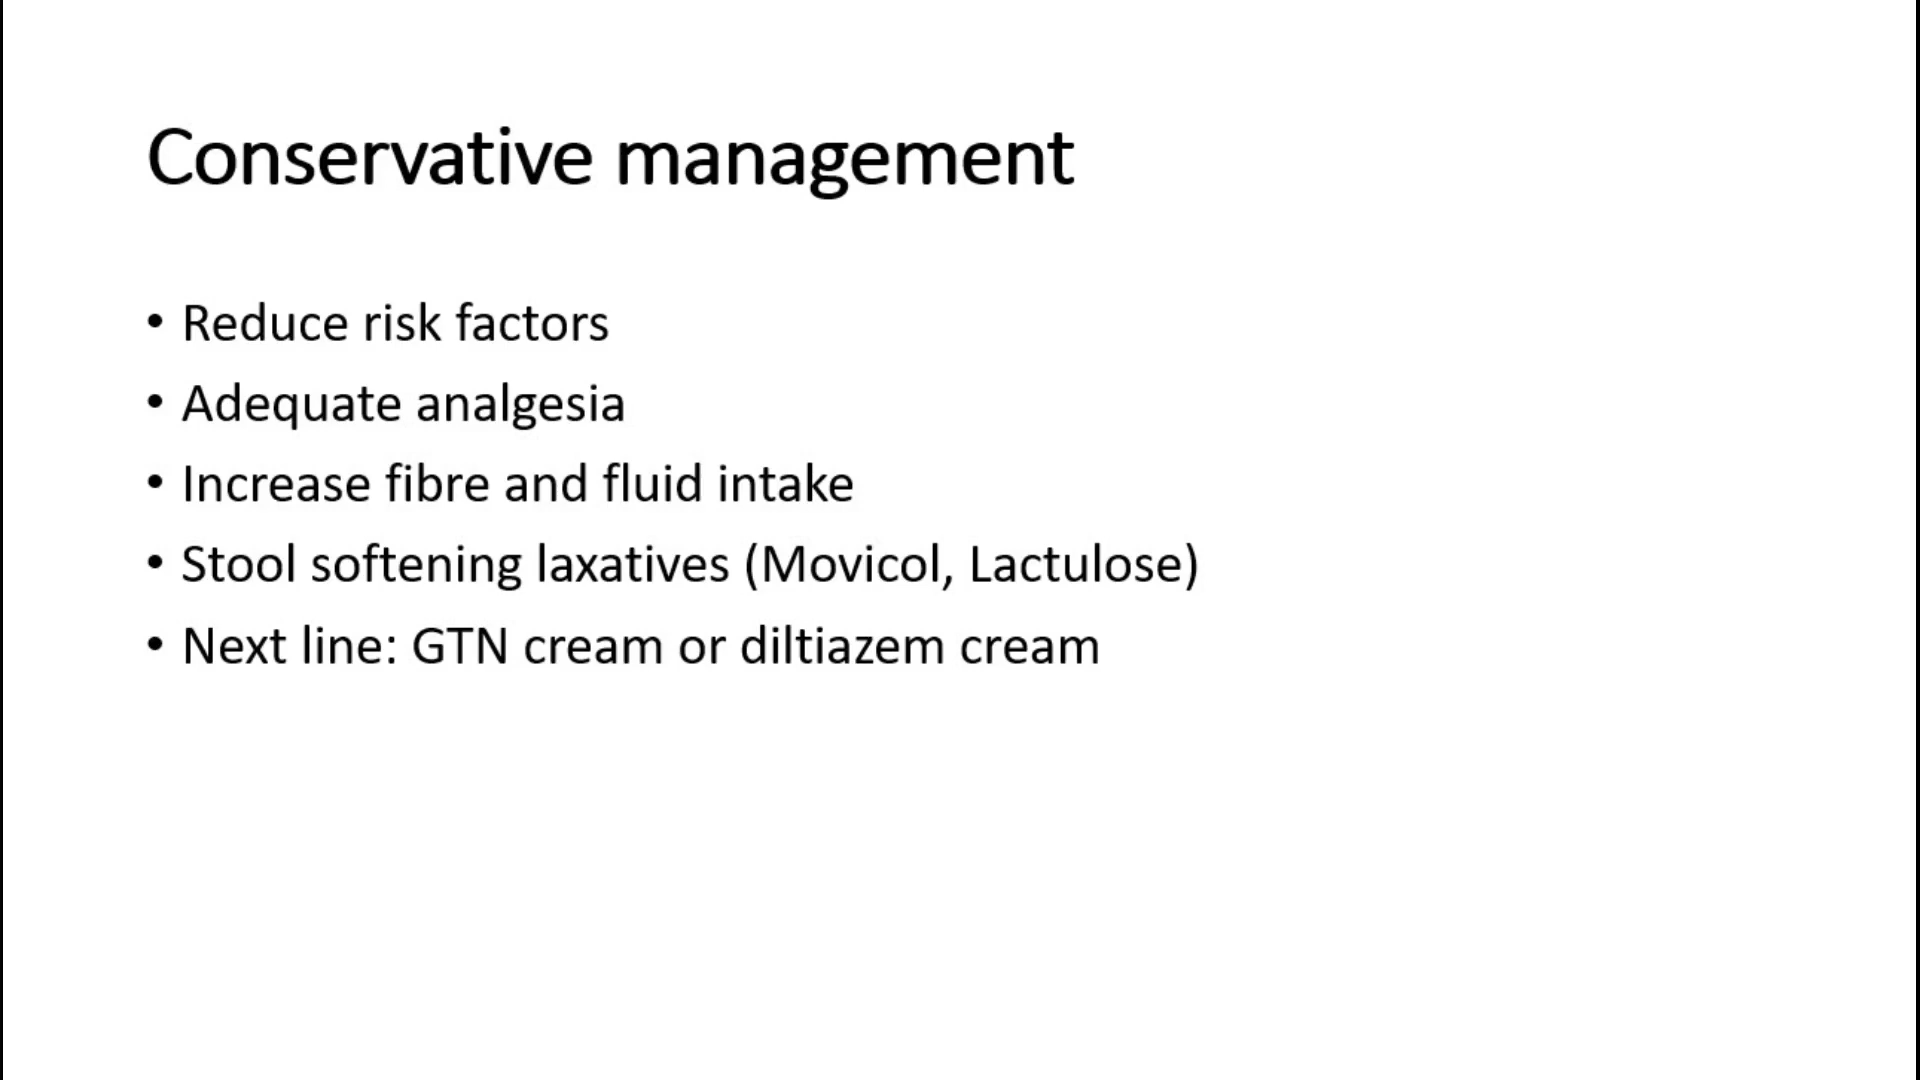 Conservative management
• Reduce risk factors
• Adequate analgesia
• Increase fibre and fluid intake
• Stool softening laxatives (Movicol, Lactulose)
• Next line: GTN cream or diltiazem cream